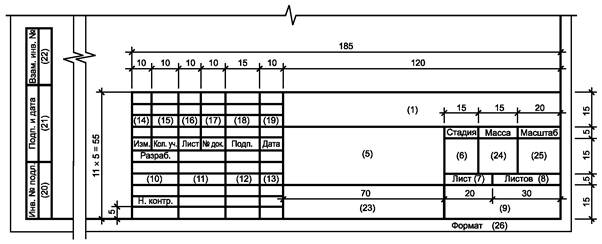 185
10 10 10 10 15 10 120
Взам. инв. №
(22)
Подп. и дата
(21)
Инв. № подл.
(20)
11 × 5 = 55
5
(1)
15 15 20
(14) (15) (16) (17) (18) (19)
Изм. Кол. уч. Лист № док. Подп. Дата
Разраб.
(10) (11) (12) (13)
Н. контр.
(5)
Стадия Масса Масштаб
(6) (24) (25)
Лист (7) Листов (8)
70 20 30
(23) (9)
15
5
15
5
15
Формат (26)